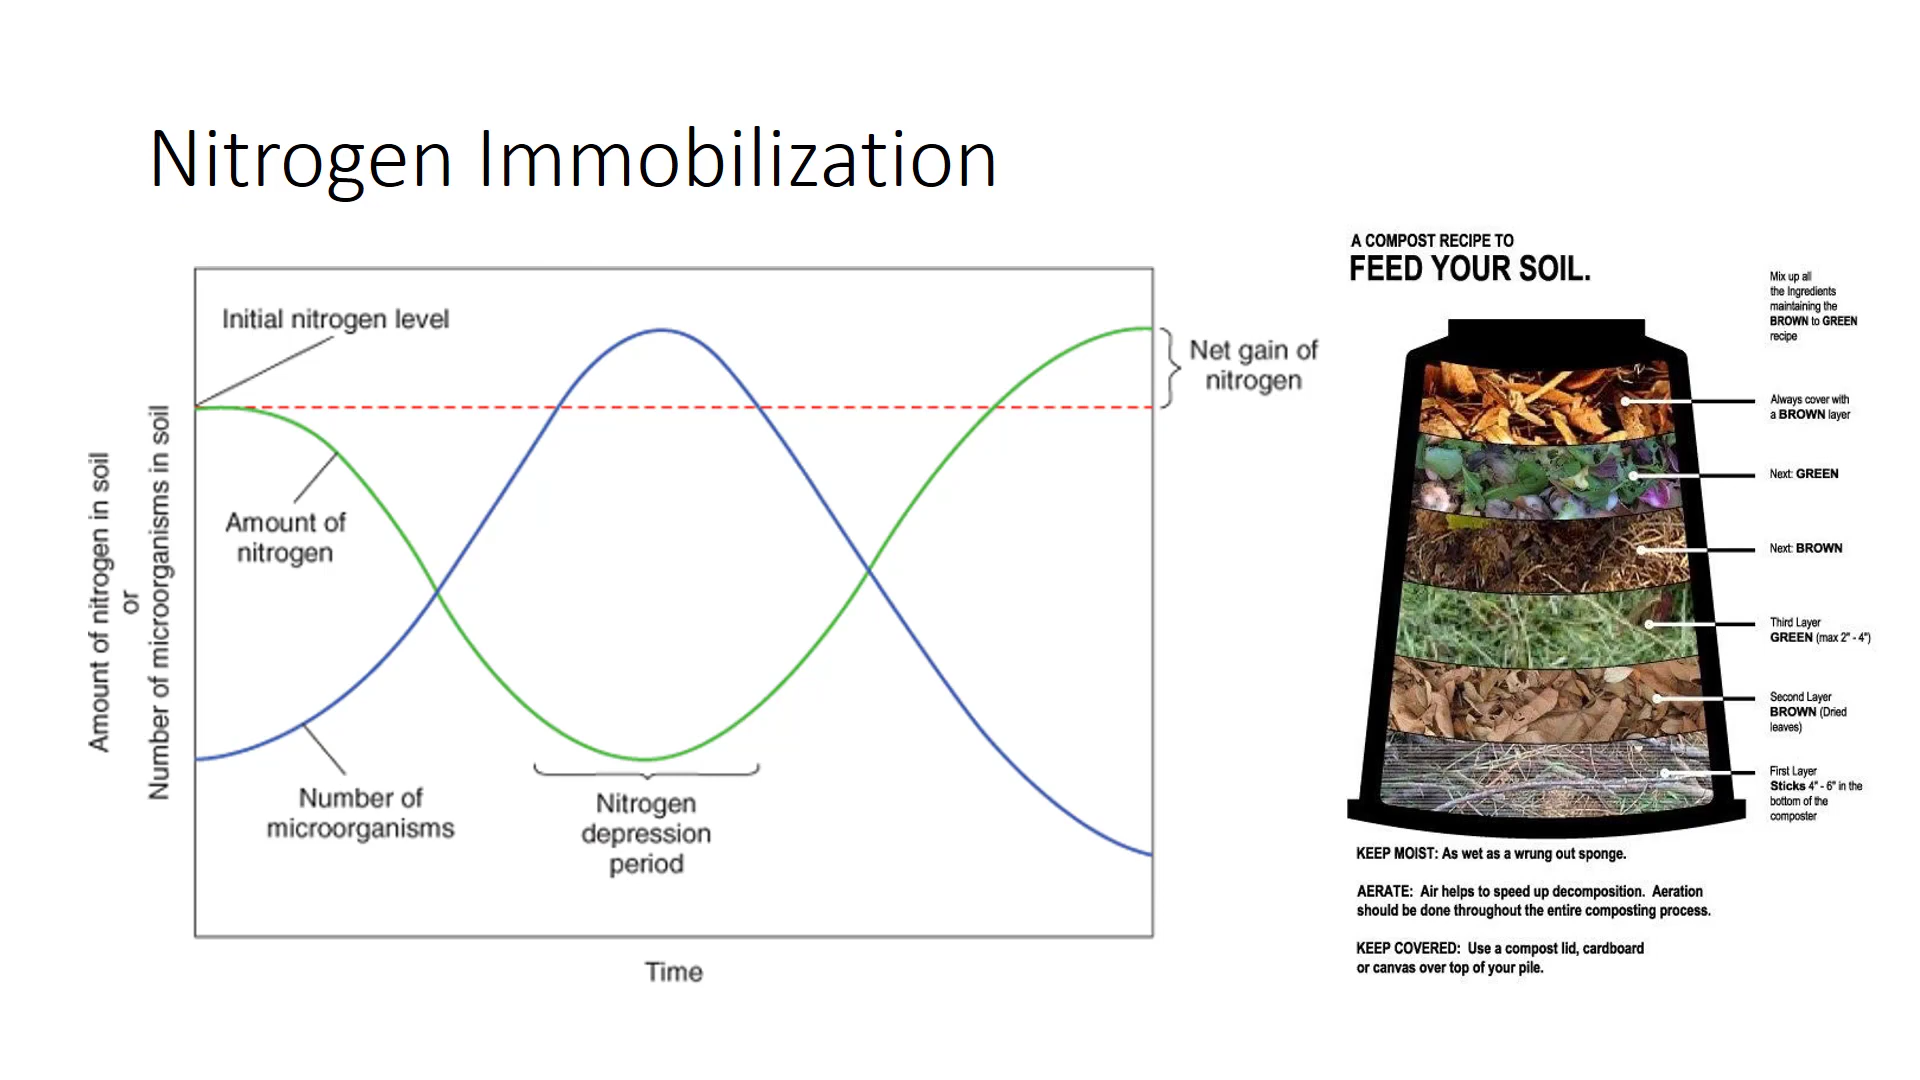 Nitrogen Immobilization
Initial nitrogen level
Amount of
nitrogen
Number of
microorganisms
Nitrogen
depression
period
Net gain of
nitrogen
Amount of nitrogen in soil
or
Number of microorganisms in soil
Time
A COMPOST RECIPE TO
FEED YOUR SOIL.
Mix up all
the Ingredients
maintaining the
BROWN to GREEN
recipe
Always cover with
a BROWN layer
Next: GREEN
Next: BROWN
Third Layer
GREEN (max 2" - 4")
Second Layer
BROWN (Dried
leaves)
First Layer
Sticks 4" - 6" in the
bottom of the
composter
KEEP MOIST: As wet as a wrung out sponge.
AERATE: Air helps to speed up decomposition. Aeration
should be done throughout the entire composting process.
KEEP COVERED: Use a compost lid, cardboard
or canvas over top of your pile.